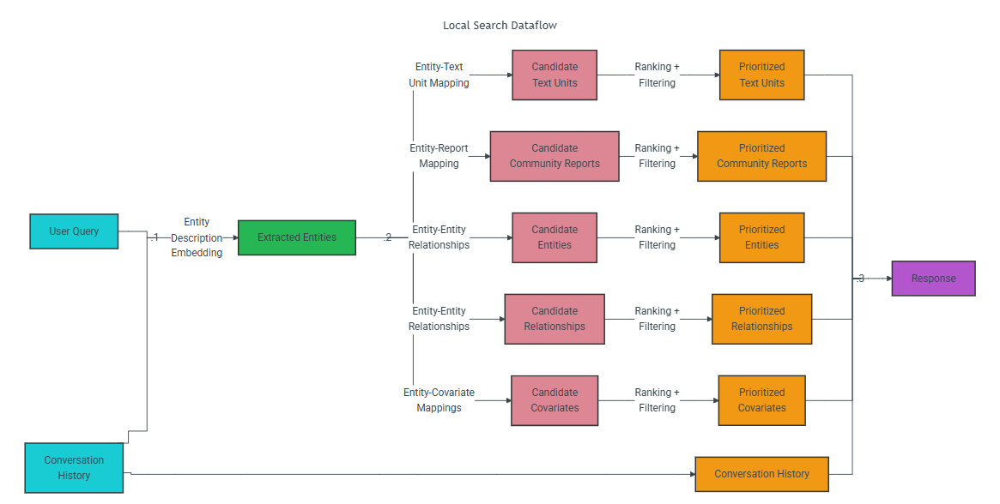 Local Search Dataflow
Entity-Text
Unit Mapping
Candidate
Text Units
Ranking +
Filtering
Prioritized
Text Units
Entity-Report
Mapping
Candidate
Community Reports
Ranking +
Filtering
Prioritized
Community Reports
User Query
.1
Entity
Description
Embedding
Extracted Entities
.2
Entity-Entity
Relationships
Candidate
Entities
Ranking +
Filtering
Prioritized
Entities
.3
Response
Entity-Entity
Relationships
Candidate
Relationships
Ranking +
Filtering
Prioritized
Relationships
Entity-Covariate
Mappings
Candidate
Covariates
Ranking +
Filtering
Prioritized
Covariates
Conversation
History
Conversation History